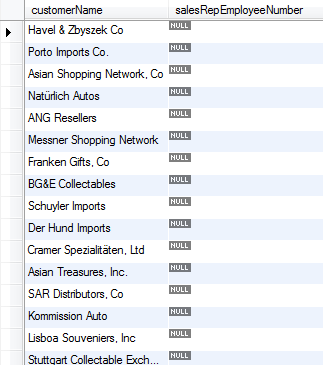 customerName salesRepEmployeeNumber
Havel & Zbyszek Co NULL
Porto Imports Co. NULL
Asian Shopping Network, Co NULL
Natürlich Autos NULL
ANG Resellers NULL
Messner Shopping Network NULL
Franken Gifts, Co NULL
BG&E Collectables NULL
Schuyler Imports NULL
Der Hund Imports NULL
Cramer Spezialitäten, Ltd NULL
Asian Treasures, Inc. NULL
SAR Distributors, Co NULL
Kommission Auto NULL
Lisboa Souveniers, Inc NULL
Stuttgart Collectable Exch... NULL